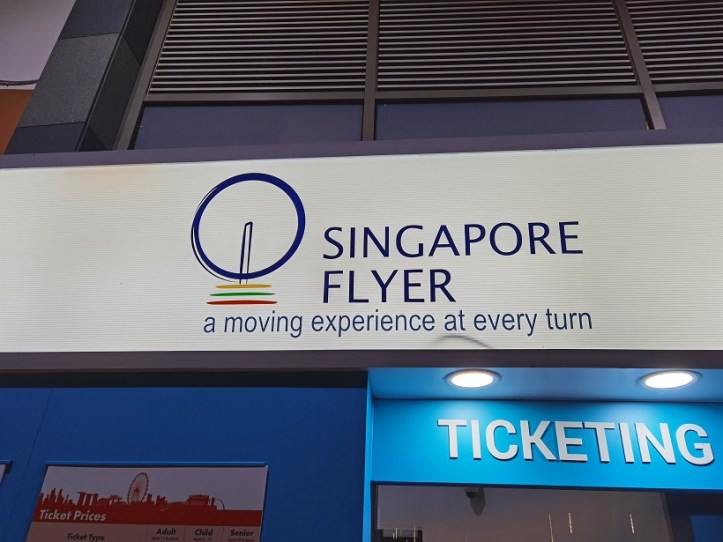 SINGAPORE
FLYER
a moving experience at every turn
TICKETING
Ticket Prices
Ticket Type Adult Child Senior